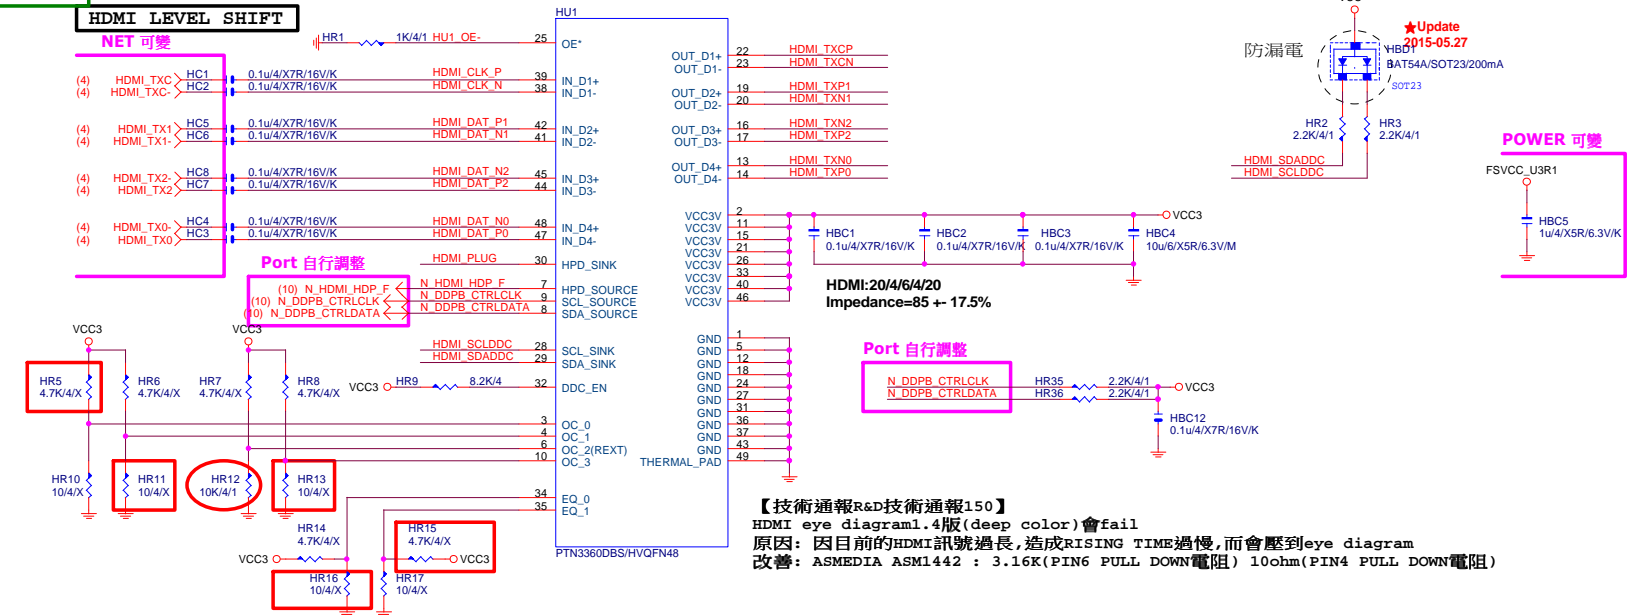 HDMI LEVEL SHIFT
NET 可變
(4) HDMI_TXC HC1 0.1u/4/X7R/16V/K HDMI_CLK_P
(4) HDMI_TXC- HC2 0.1u/4/X7R/16V/K HDMI_CLK_N
(4) HDMI_TX1 HC5 0.1u/4/X7R/16V/K HDMI_DAT_P1
(4) HDMI_TX1- HC6 0.1u/4/X7R/16V/K HDMI_DAT_N1
(4) HDMI_TX2- HC8 0.1u/4/X7R/16V/K HDMI_DAT_N2
(4) HDMI_TX2 HC7 0.1u/4/X7R/16V/K HDMI_DAT_P2
(4) HDMI_TX0- HC4 0.1u/4/X7R/16V/K HDMI_DAT_N0
(4) HDMI_TX0 HC3 0.1u/4/X7R/16V/K HDMI_DAT_P0
HR1 1K/4/1 HU1_OE-
HDMI_PLUG
Port 自行調整
(10) N_HDMI_HDP_F N_HDMI_HDP_F
(10) N_DDPB_CTRLCLK N_DDPB_CTRLCLK
(10) N_DDPB_CTRLDATA N_DDPB_CTRLDATA
HDMI_SCLDDC
HDMI_SDADDC
VCC3 HR9 8.2K/4
VCC3
VCC3
HR5 4.7K/4/X
HR6 4.7K/4/X
HR7 4.7K/4/X
HR8 4.7K/4/X
HR10 10/4/X
HR11 10/4/X
HR12 10K/4/1
HR13 10/4/X
HR14 4.7K/4/X
VCC3
HR15 4.7K/4/X
VCC3
HR16 10/4/X
HR17 10/4/X
HU1
25 OE*
39 IN_D1+
38 IN_D1-
42 IN_D2+
41 IN_D2-
45 IN_D3+
44 IN_D3-
48 IN_D4+
47 IN_D4-
30 HPD_SINK
7 HPD_SOURCE
9 SCL_SOURCE
8 SDA_SOURCE
28 SCL_SINK
29 SDA_SINK
32 DDC_EN
3 OC_0
4 OC_1
6 OC_2(REXT)
10 OC_3
34 EQ_0
35 EQ_1
PTN3360DBS/HVQFN48
OUT_D1+ 22 HDMI_TXCP
OUT_D1- 23 HDMI_TXCN
OUT_D2+ 19 HDMI_TXP1
OUT_D2- 20 HDMI_TXN1
OUT_D3+ 16 HDMI_TXN2
OUT_D3- 17 HDMI_TXP2
OUT_D4+ 13 HDMI_TXN0
OUT_D4- 14 HDMI_TXP0
VCC3V 2
VCC3V 11
VCC3V 15
VCC3V 21
VCC3V 26
VCC3V 33
VCC3V 40
VCC3V 46
GND 1
GND 5
GND 12
GND 18
GND 24
GND 27
GND 31
GND 36
GND 37
GND 43
THERMAL_PAD 49
VCC3
HBC1 0.1u/4/X7R/16V/K
HBC2 0.1u/4/X7R/16V/K
HBC3 0.1u/4/X7R/16V/K
HBC4 10u/6/X5R/6.3V/M
HDMI:20/4/6/4/20
Impedance=85 +- 17.5%
Port 自行調整
N_DDPB_CTRLCLK HR35 2.2K/4/1 VCC3
N_DDPB_CTRLDATA HR36 2.2K/4/1
HBC12
0.1u/4/X7R/16V/K
防漏電
★Update
2015-05.27
HBD1
BAT54A/SOT23/200mA
SOT23
HR2 2.2K/4/1
HR3 2.2K/4/1
HDMI_SDADDC
HDMI_SCLDDC
POWER 可變
FSVCC_U3R1
HBC5
1u/4/X5R/6.3V/K
【技術通報R&D技術通報150】
HDMI eye diagram1.4版(deep color)會fail
原因: 因目前的HDMI訊號過長,造成RISING TIME過慢,而會壓到eye diagram
改善: ASMEDIA ASM1442 : 3.16K(PIN6 PULL DOWN電阻) 10ohm(PIN4 PULL DOWN電阻)